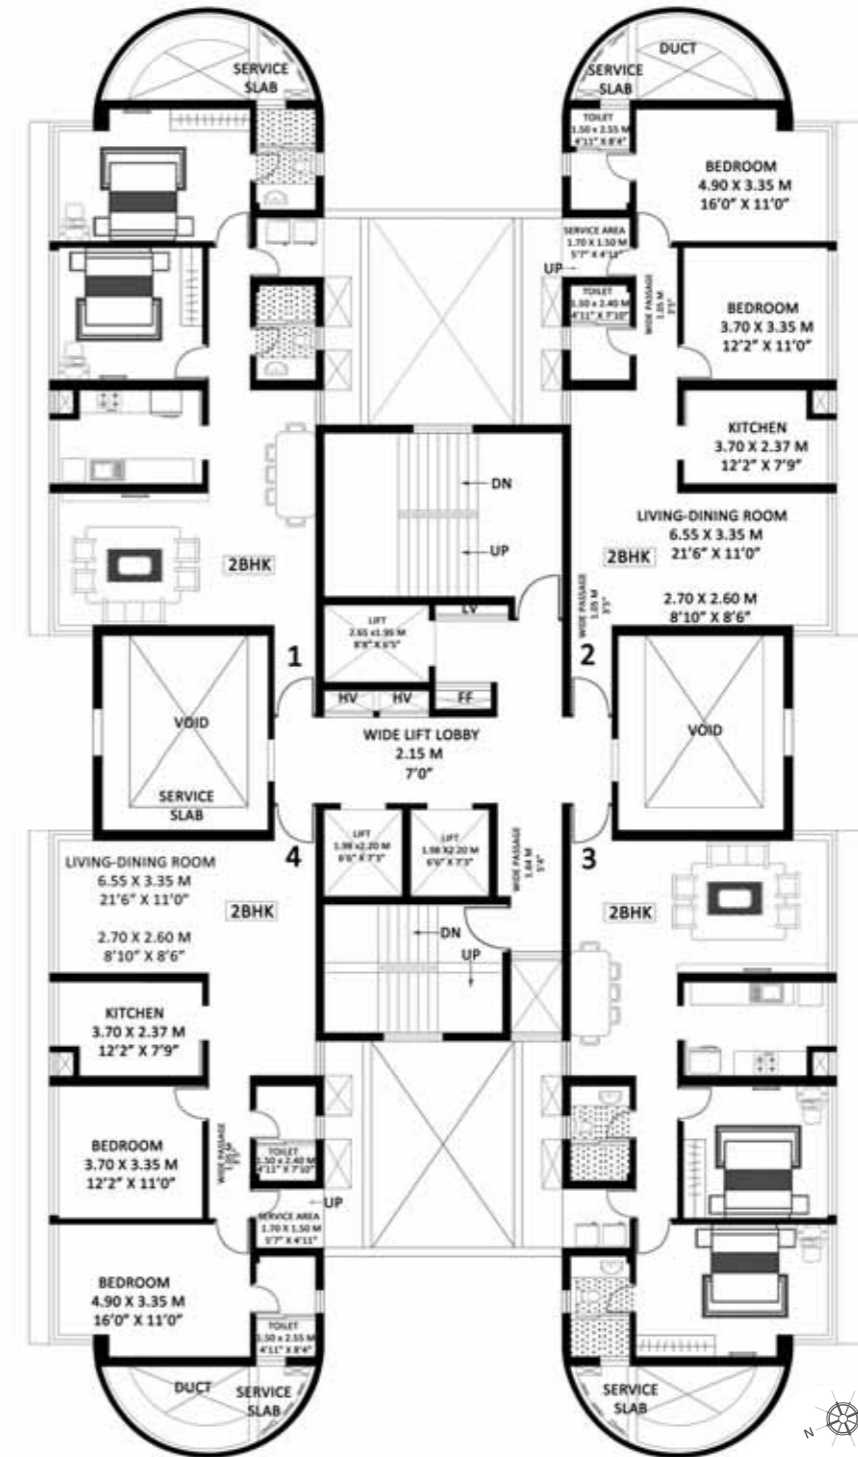 SERVICE
SLAB
DUCT
SERVICE
SLAB
TOILET
1.50 x 2.55 M
4'11" X 8'4"
BEDROOM
4.90 X 3.35 M
16'0" X 11'0"
SERVICE AREA
1.70 X 1.50 M
5'7" X 4'11"
UP
TOILET
1.50 x 2.40 M
4'11" X 7'10"
WIDE PASSAGE
1.05 M
3'5"
BEDROOM
3.70 X 3.35 M
12'2" X 11'0"
KITCHEN
3.70 X 2.37 M
12'2" X 7'9"
DN
UP
LIVING-DINING ROOM
6.55 X 3.35 M
21'6" X 11'0"
2.70 X 2.60 M
8'10" X 8'6"
2BHK
2BHK
WIDE PASSAGE
1.05 M
3'5"
LIFT
2.65 x1.95 M
8'8" X 6'5"
LV
1
2
HV
HV
FF
VOID
SERVICE
SLAB
WIDE LIFT LOBBY
2.15 M
7'0"
VOID
LIFT
1.98 x2.20 M
6'6" X 7'3"
LIFT
1.98 X2.20 M
6'6" X 7'3"
WIDE PASSAGE
1.64 M
5'4"
4
3
LIVING-DINING ROOM
6.55 X 3.35 M
21'6" X 11'0"
2.70 X 2.60 M
8'10" X 8'6"
2BHK
2BHK
DN
UP
KITCHEN
3.70 X 2.37 M
12'2" X 7'9"
BEDROOM
3.70 X 3.35 M
12'2" X 11'0"
WIDE PASSAGE
1.05 M
3'5"
TOILET
1.50 x 2.40 M
4'11" X 7'10"
UP
SERVICE AREA
1.70 X 1.50 M
5'7" X 4'11"
BEDROOM
4.90 X 3.35 M
16'0" X 11'0"
TOILET
1.50 x 2.55 M
4'11" X 8'4"
DUCT
SERVICE
SLAB
SERVICE
SLAB
N